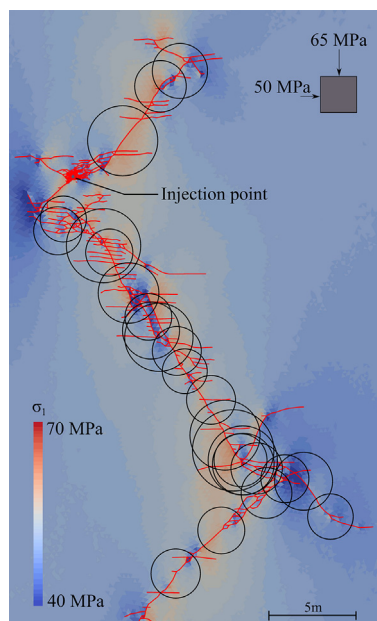 65 MPa
50 MPa
Injection point
σ1
70 MPa
40 MPa
5m